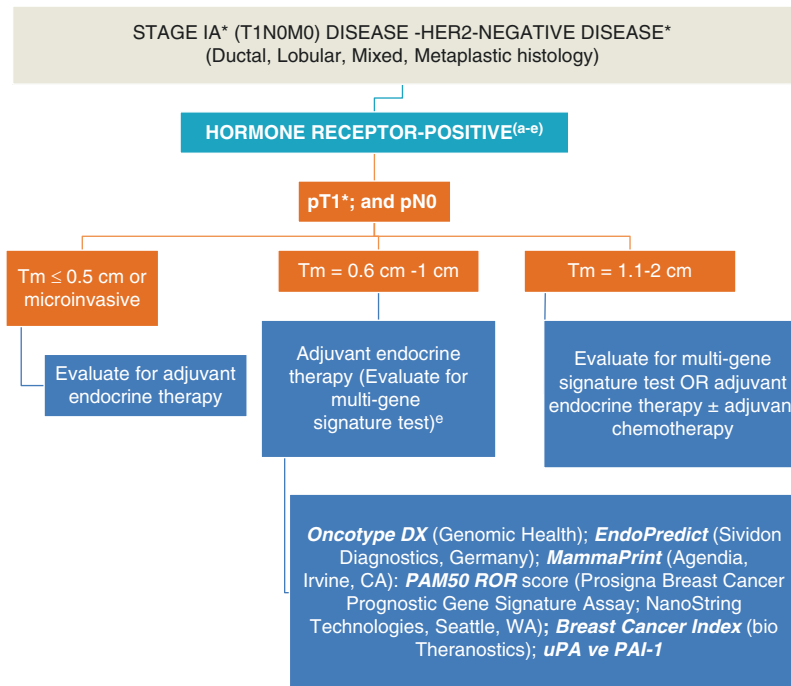 STAGE IA* (T1N0M0) DISEASE -HER2-NEGATIVE DISEASE*
(Ductal, Lobular, Mixed, Metaplastic histology)
HORMONE RECEPTOR-POSITIVE(a-e)
pT1*; and pN0
Tm ≤ 0.5 cm or
microinvasive
Tm = 0.6 cm -1 cm
Tm = 1.1-2 cm
Evaluate for adjuvant
endocrine therapy
Adjuvant endocrine
therapy (Evaluate for
multi-gene
signature test)e
Evaluate for multi-gene
signature test OR adjuvant
endocrine therapy ± adjuvan
chemotherapy
Oncotype DX (Genomic Health); EndoPredict (Sividon
Diagnostics, Germany); MammaPrint (Agendia,
Irvine, CA): PAM50 ROR score (Prosigna Breast Cancer
Prognostic Gene Signature Assay; NanoString
Technologies, Seattle, WA); Breast Cancer Index (bio
Theranostics); uPA ve PAI-1